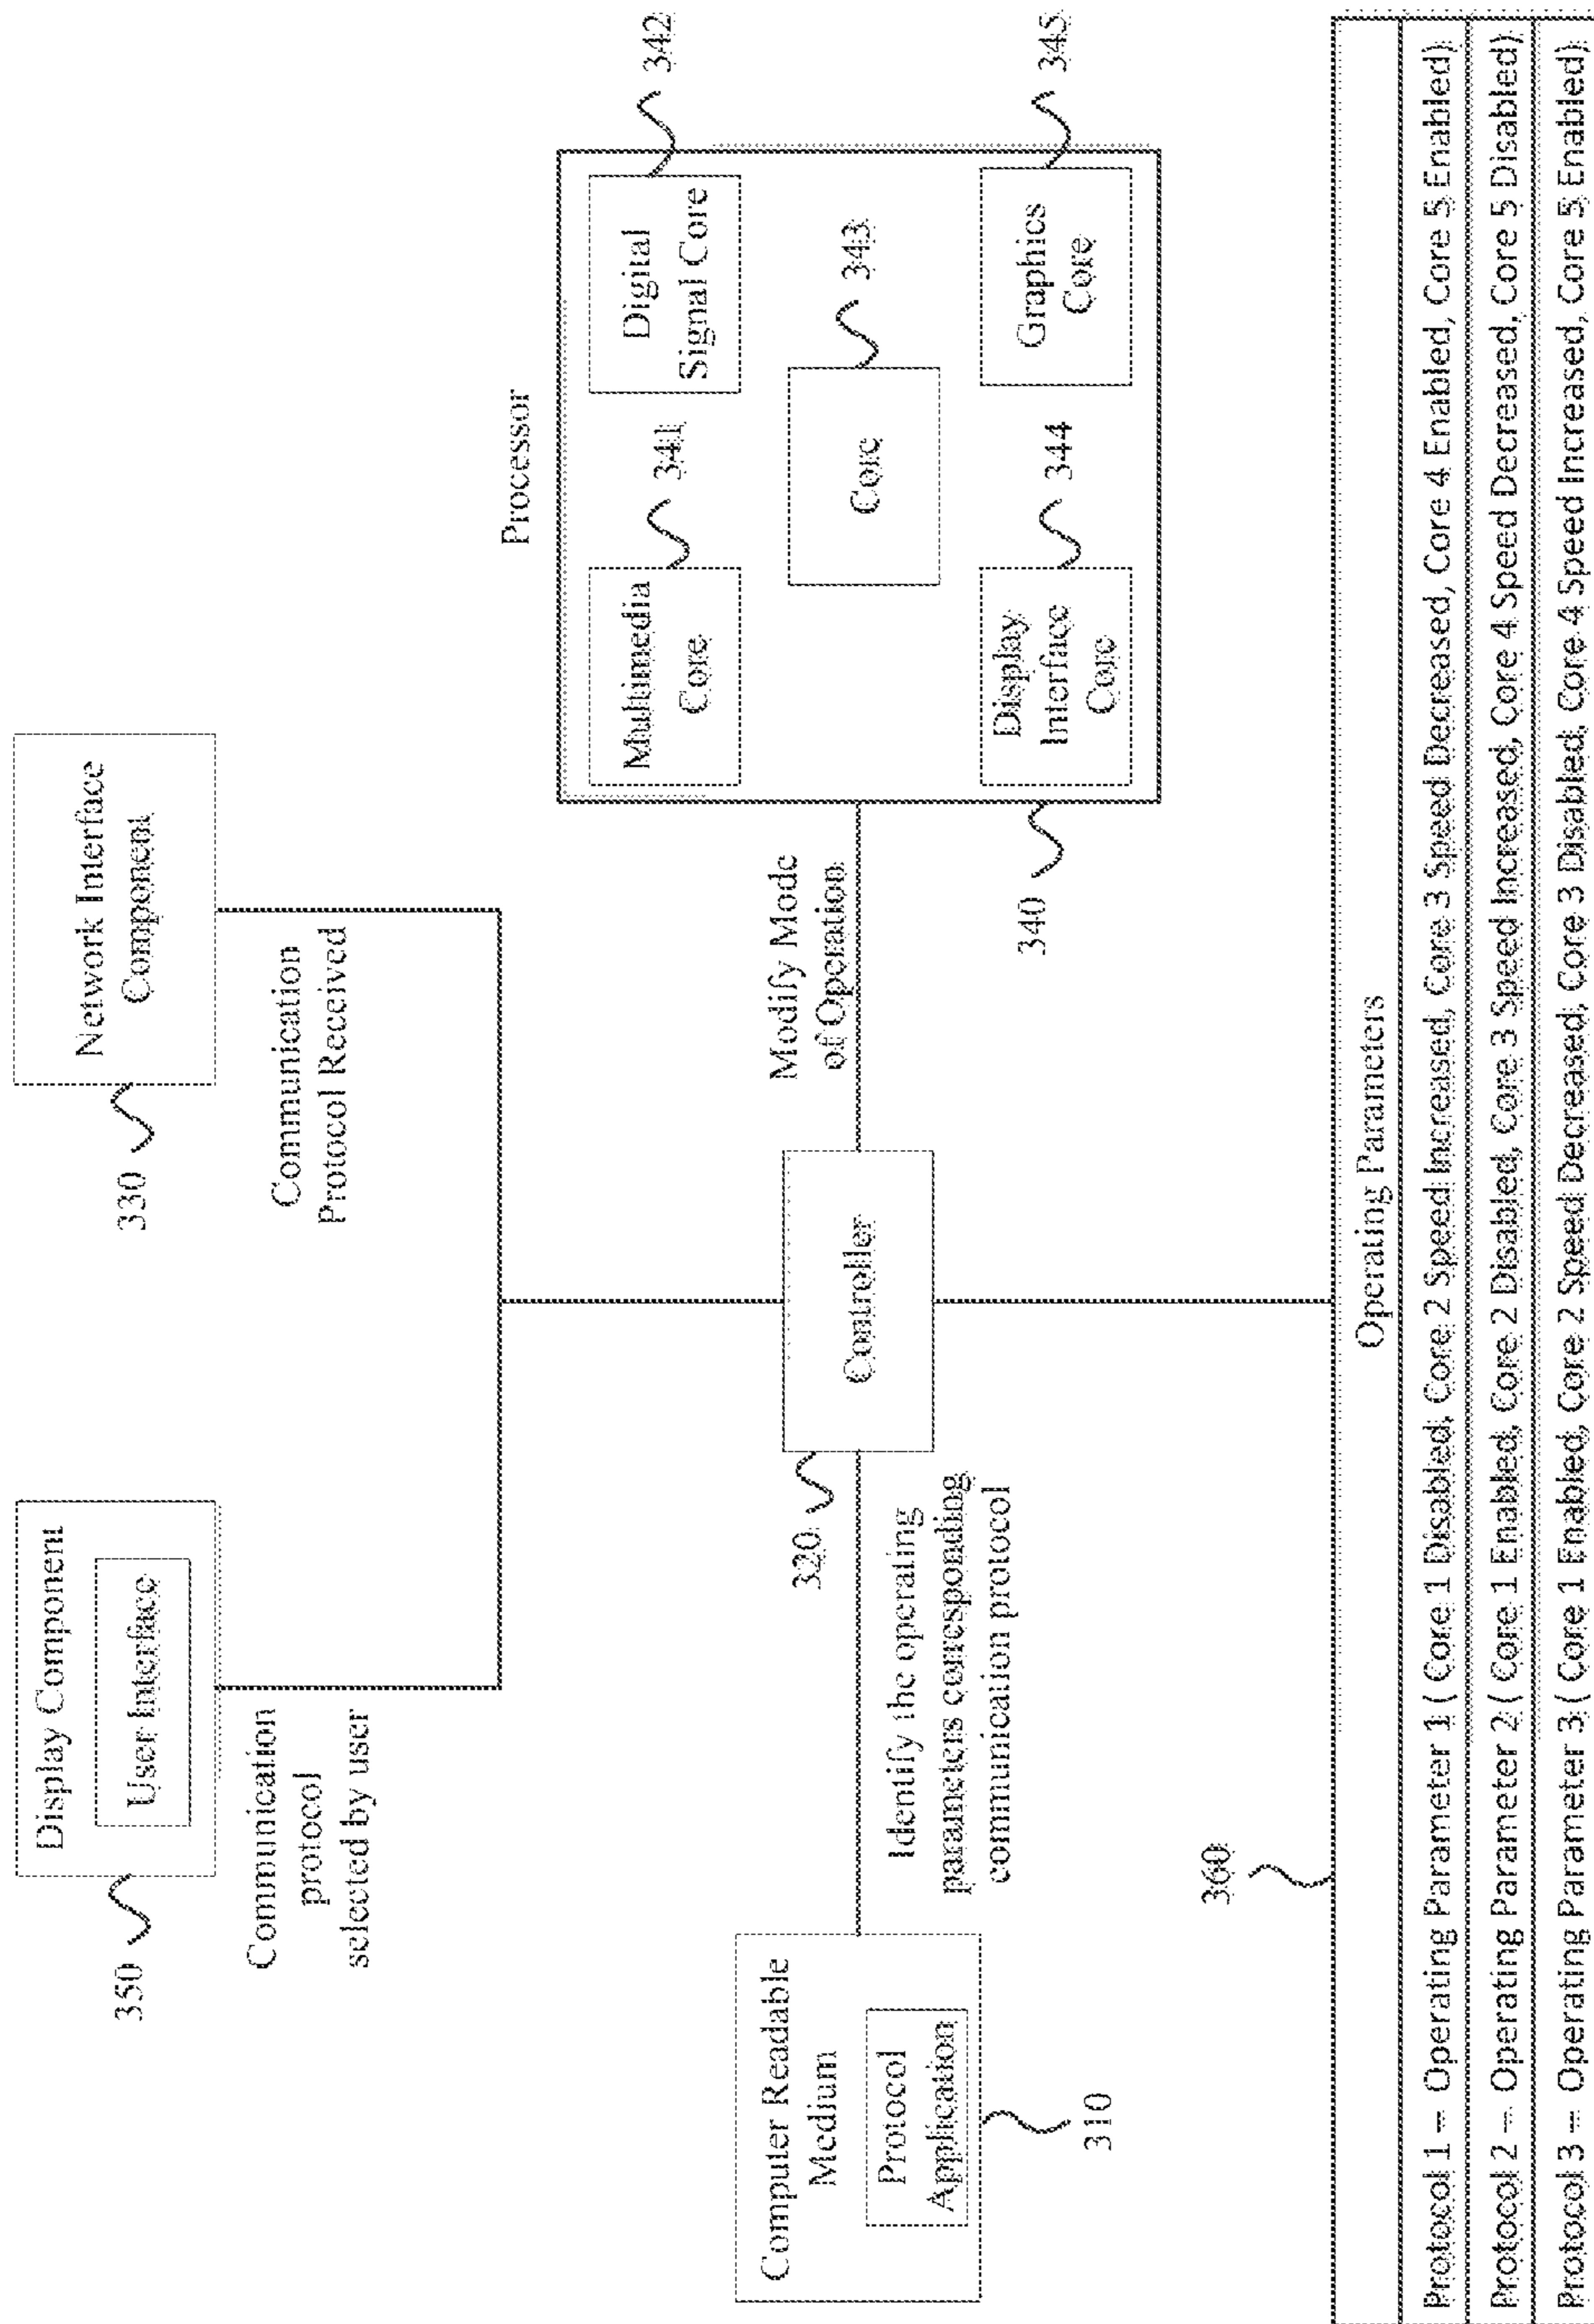 Display Component
User Interface
350
Communication
protocol
selected by user
Network Interface
Component
330
Communication
Protocol Received
Computer Readable
Medium
Protocol
Application
310
Identify the operating
parameters corresponding
communication protocol
320
Controller
Modify Mode
of Operation
Processor
340
Multimedia
Core
341
Digital
Signal Core
342
Core
343
Display
Interface
Core
344
Graphics
Core
345
360
Operating Parameters
Protocol 1 = Operating Parameter 1 ( Core 1 Disabled, Core 2 Speed Increased, Core 3 Speed Decreased, Core 4 Enabled, Core 5 Enabled)
Protocol 2 = Operating Parameter 2 ( Core 1 Enabled, Core 2 Disabled, Core 3 Speed Increased, Core 4 Speed Decreased, Core 5 Disabled)
Protocol 3 = Operating Parameter 3 ( Core 1 Enabled, Core 2 Speed Decreased, Core 3 Disabled, Core 4 Speed Increased, Core 5 Enabled)